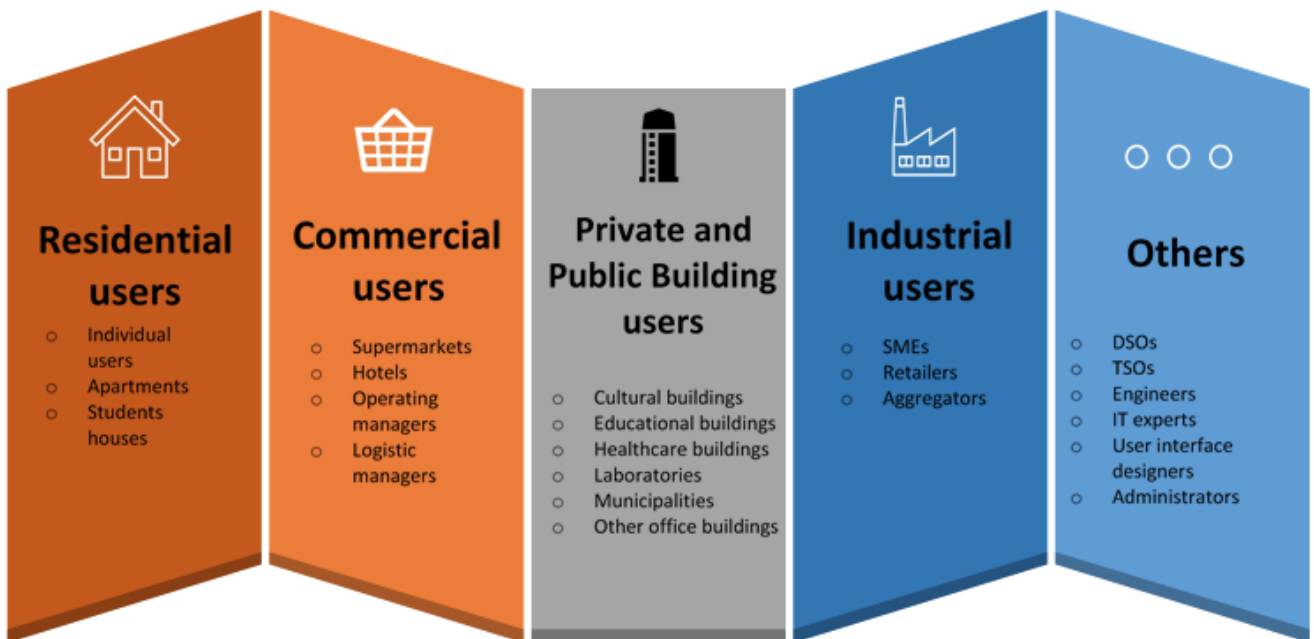 Residential
users
o Individual
users
o Apartments
o Students
houses
Commercial
users
o Supermarkets
o Hotels
o Operating
managers
o Logistic
managers
Private and
Public Building
users
o Cultural buildings
o Educational buildings
o Healthcare buildings
o Laboratories
o Municipalities
o Other office buildings
Industrial
users
o SMEs
o Retailers
o Aggregators
Others
o DSOs
o TSOs
o Engineers
o IT experts
o User interface
designers
o Administrators